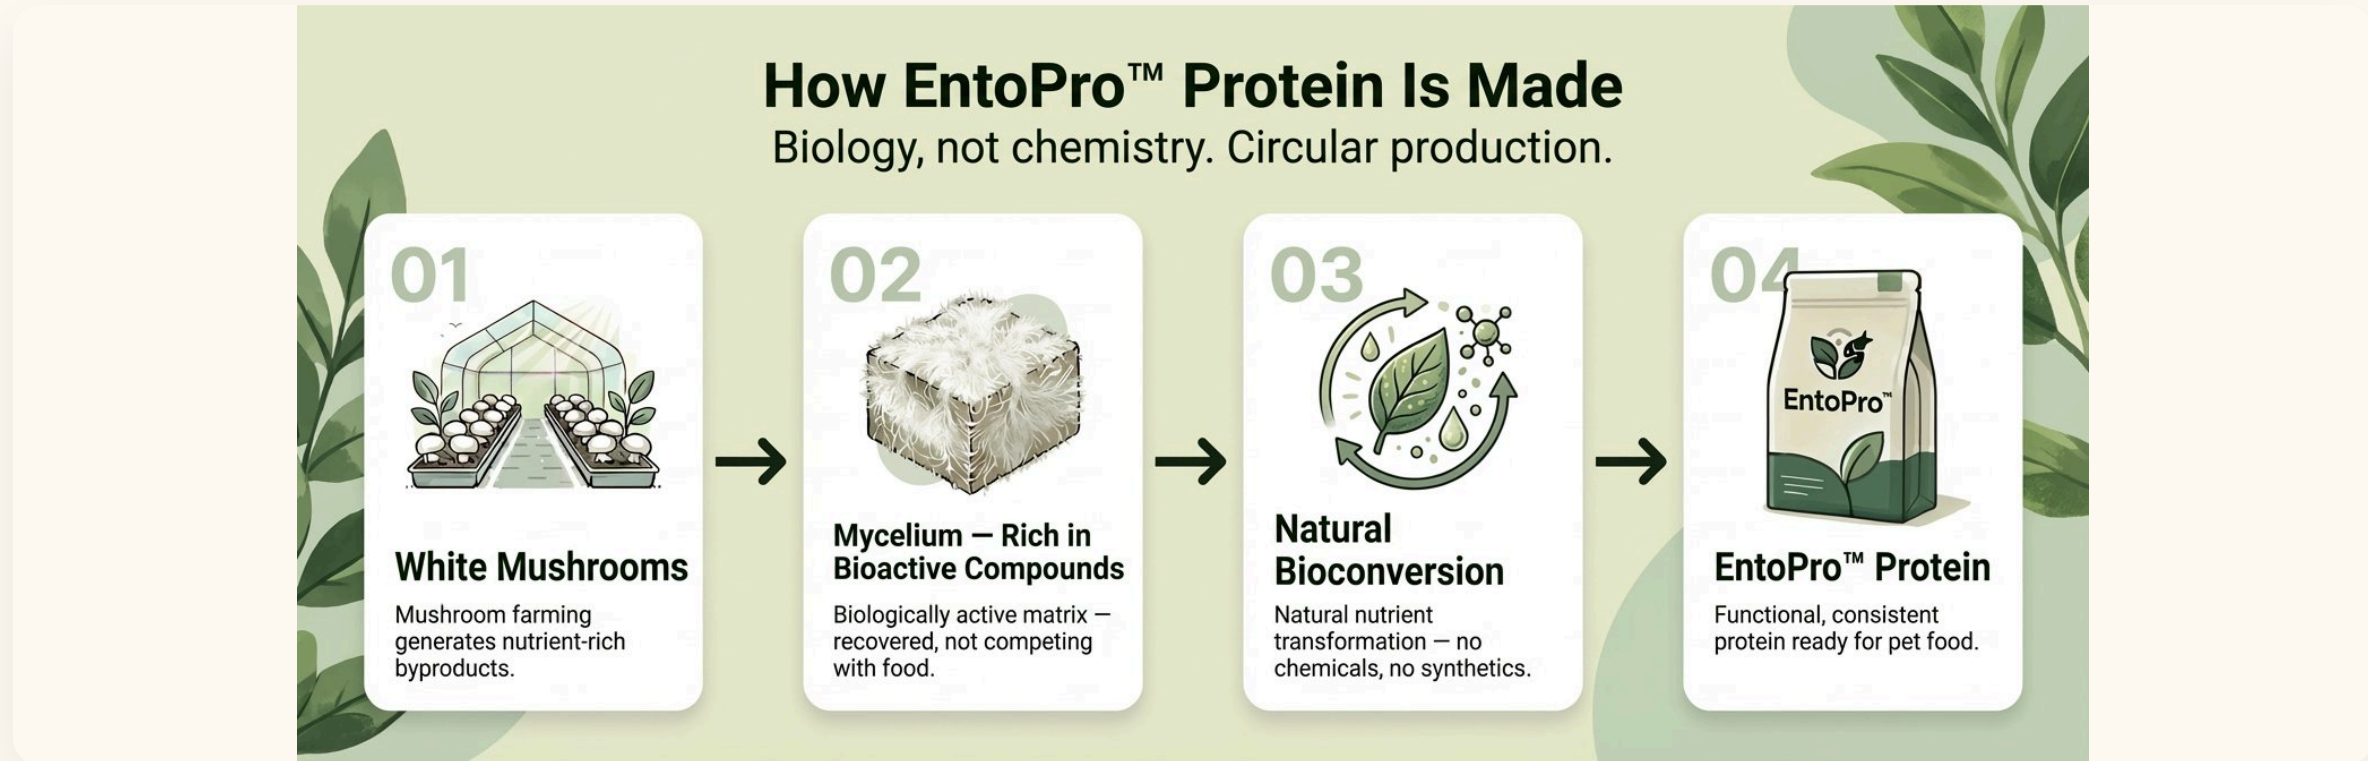 How EntoPro™ Protein Is Made
Biology, not chemistry. Circular production.
01
White Mushrooms
Mushroom farming
generates nutrient-rich
byproducts.
02
Mycelium — Rich in
Bioactive Compounds
Biologically active matrix —
recovered, not competing
with food.
03
Natural
Bioconversion
Natural nutrient
transformation — no
chemicals, no synthetics.
04
EntoPro™
EntoPro™ Protein
Functional, consistent
protein ready for pet food.